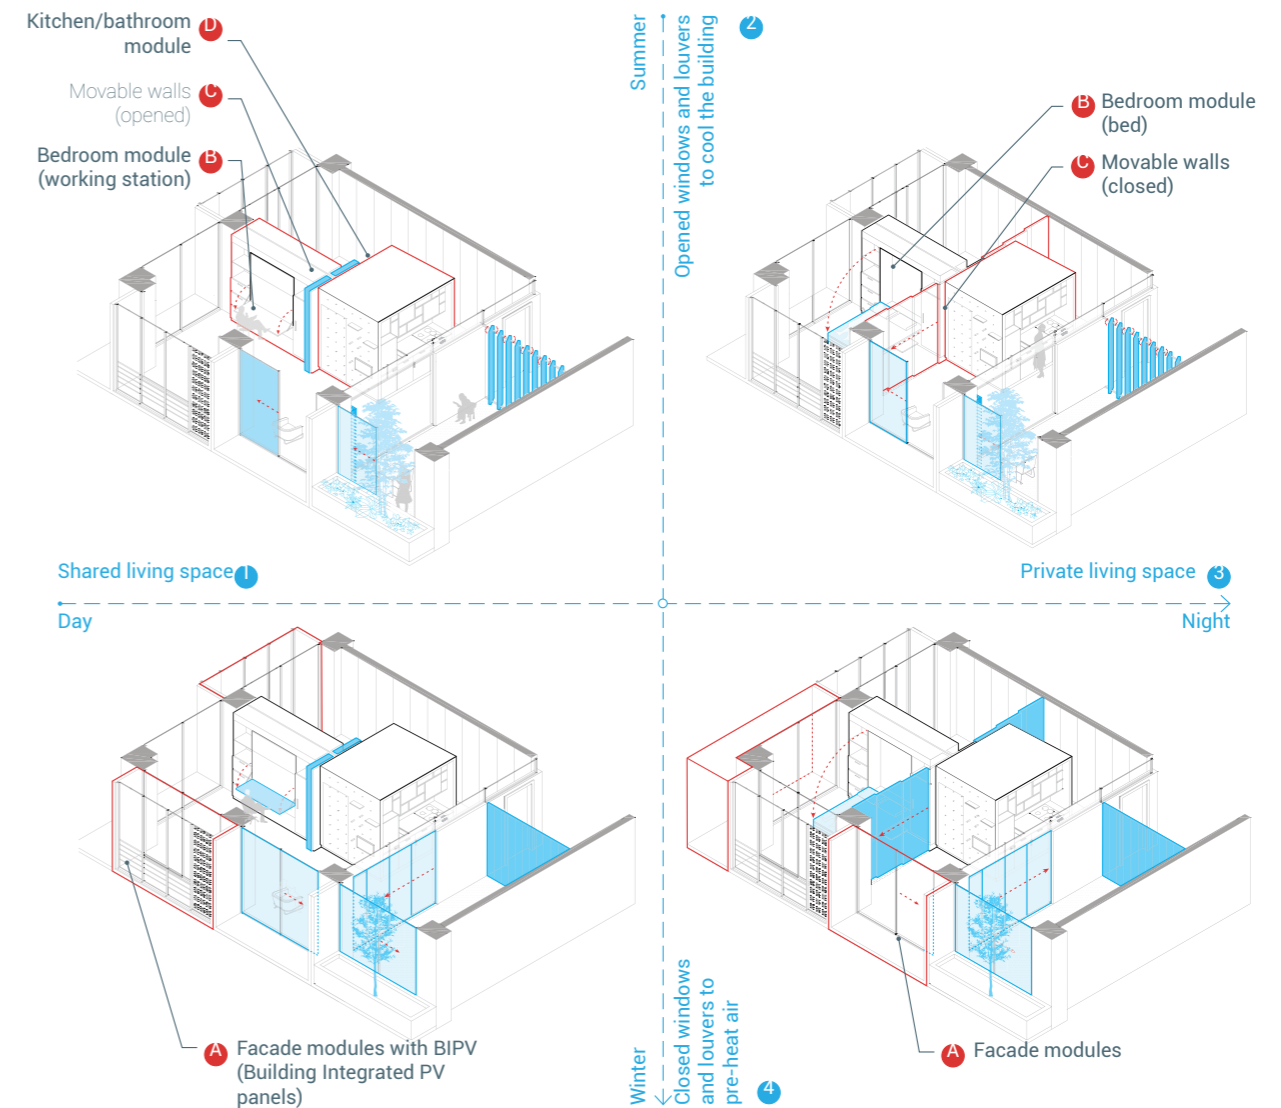 Kitchen/bathroom
module
D
Movable walls
(opened)
C
Bedroom module
(working station)
B
Summer
Opened windows and louvers
to cool the building
2
B
Bedroom module
(bed)
C
Movable walls
(closed)
Shared living space
1
Private living space
3
Day
Night
A
Facade modules with BIPV
(Building Integrated PV
panels)
Winter
Closed windows
and louvers to
pre-heat air
4
A
Facade modules